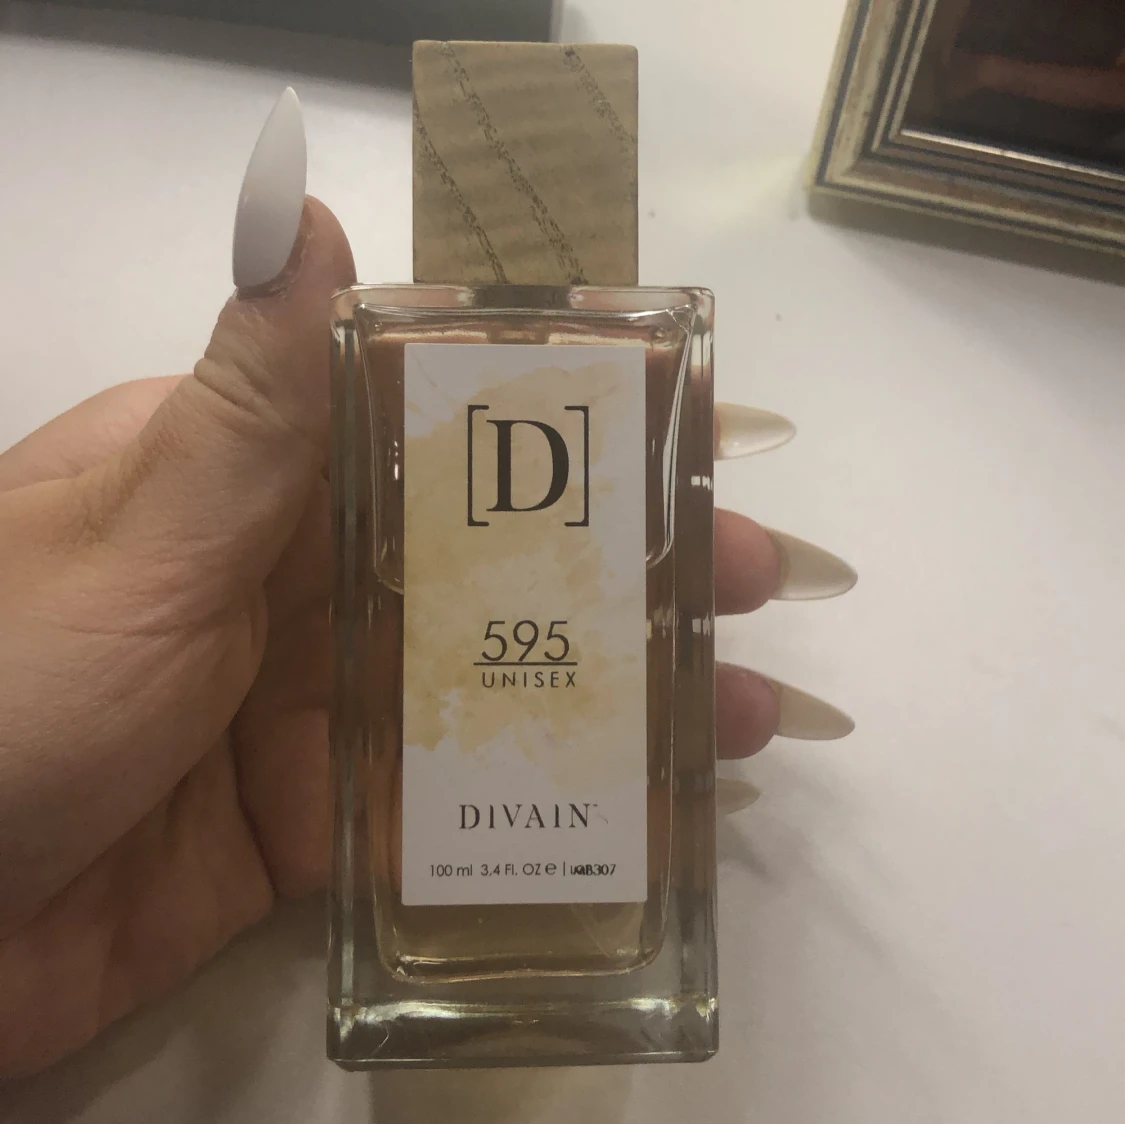 [D]
595
UNISEX
DIVAIN
100 ml 3.4 Fl. OZ e |